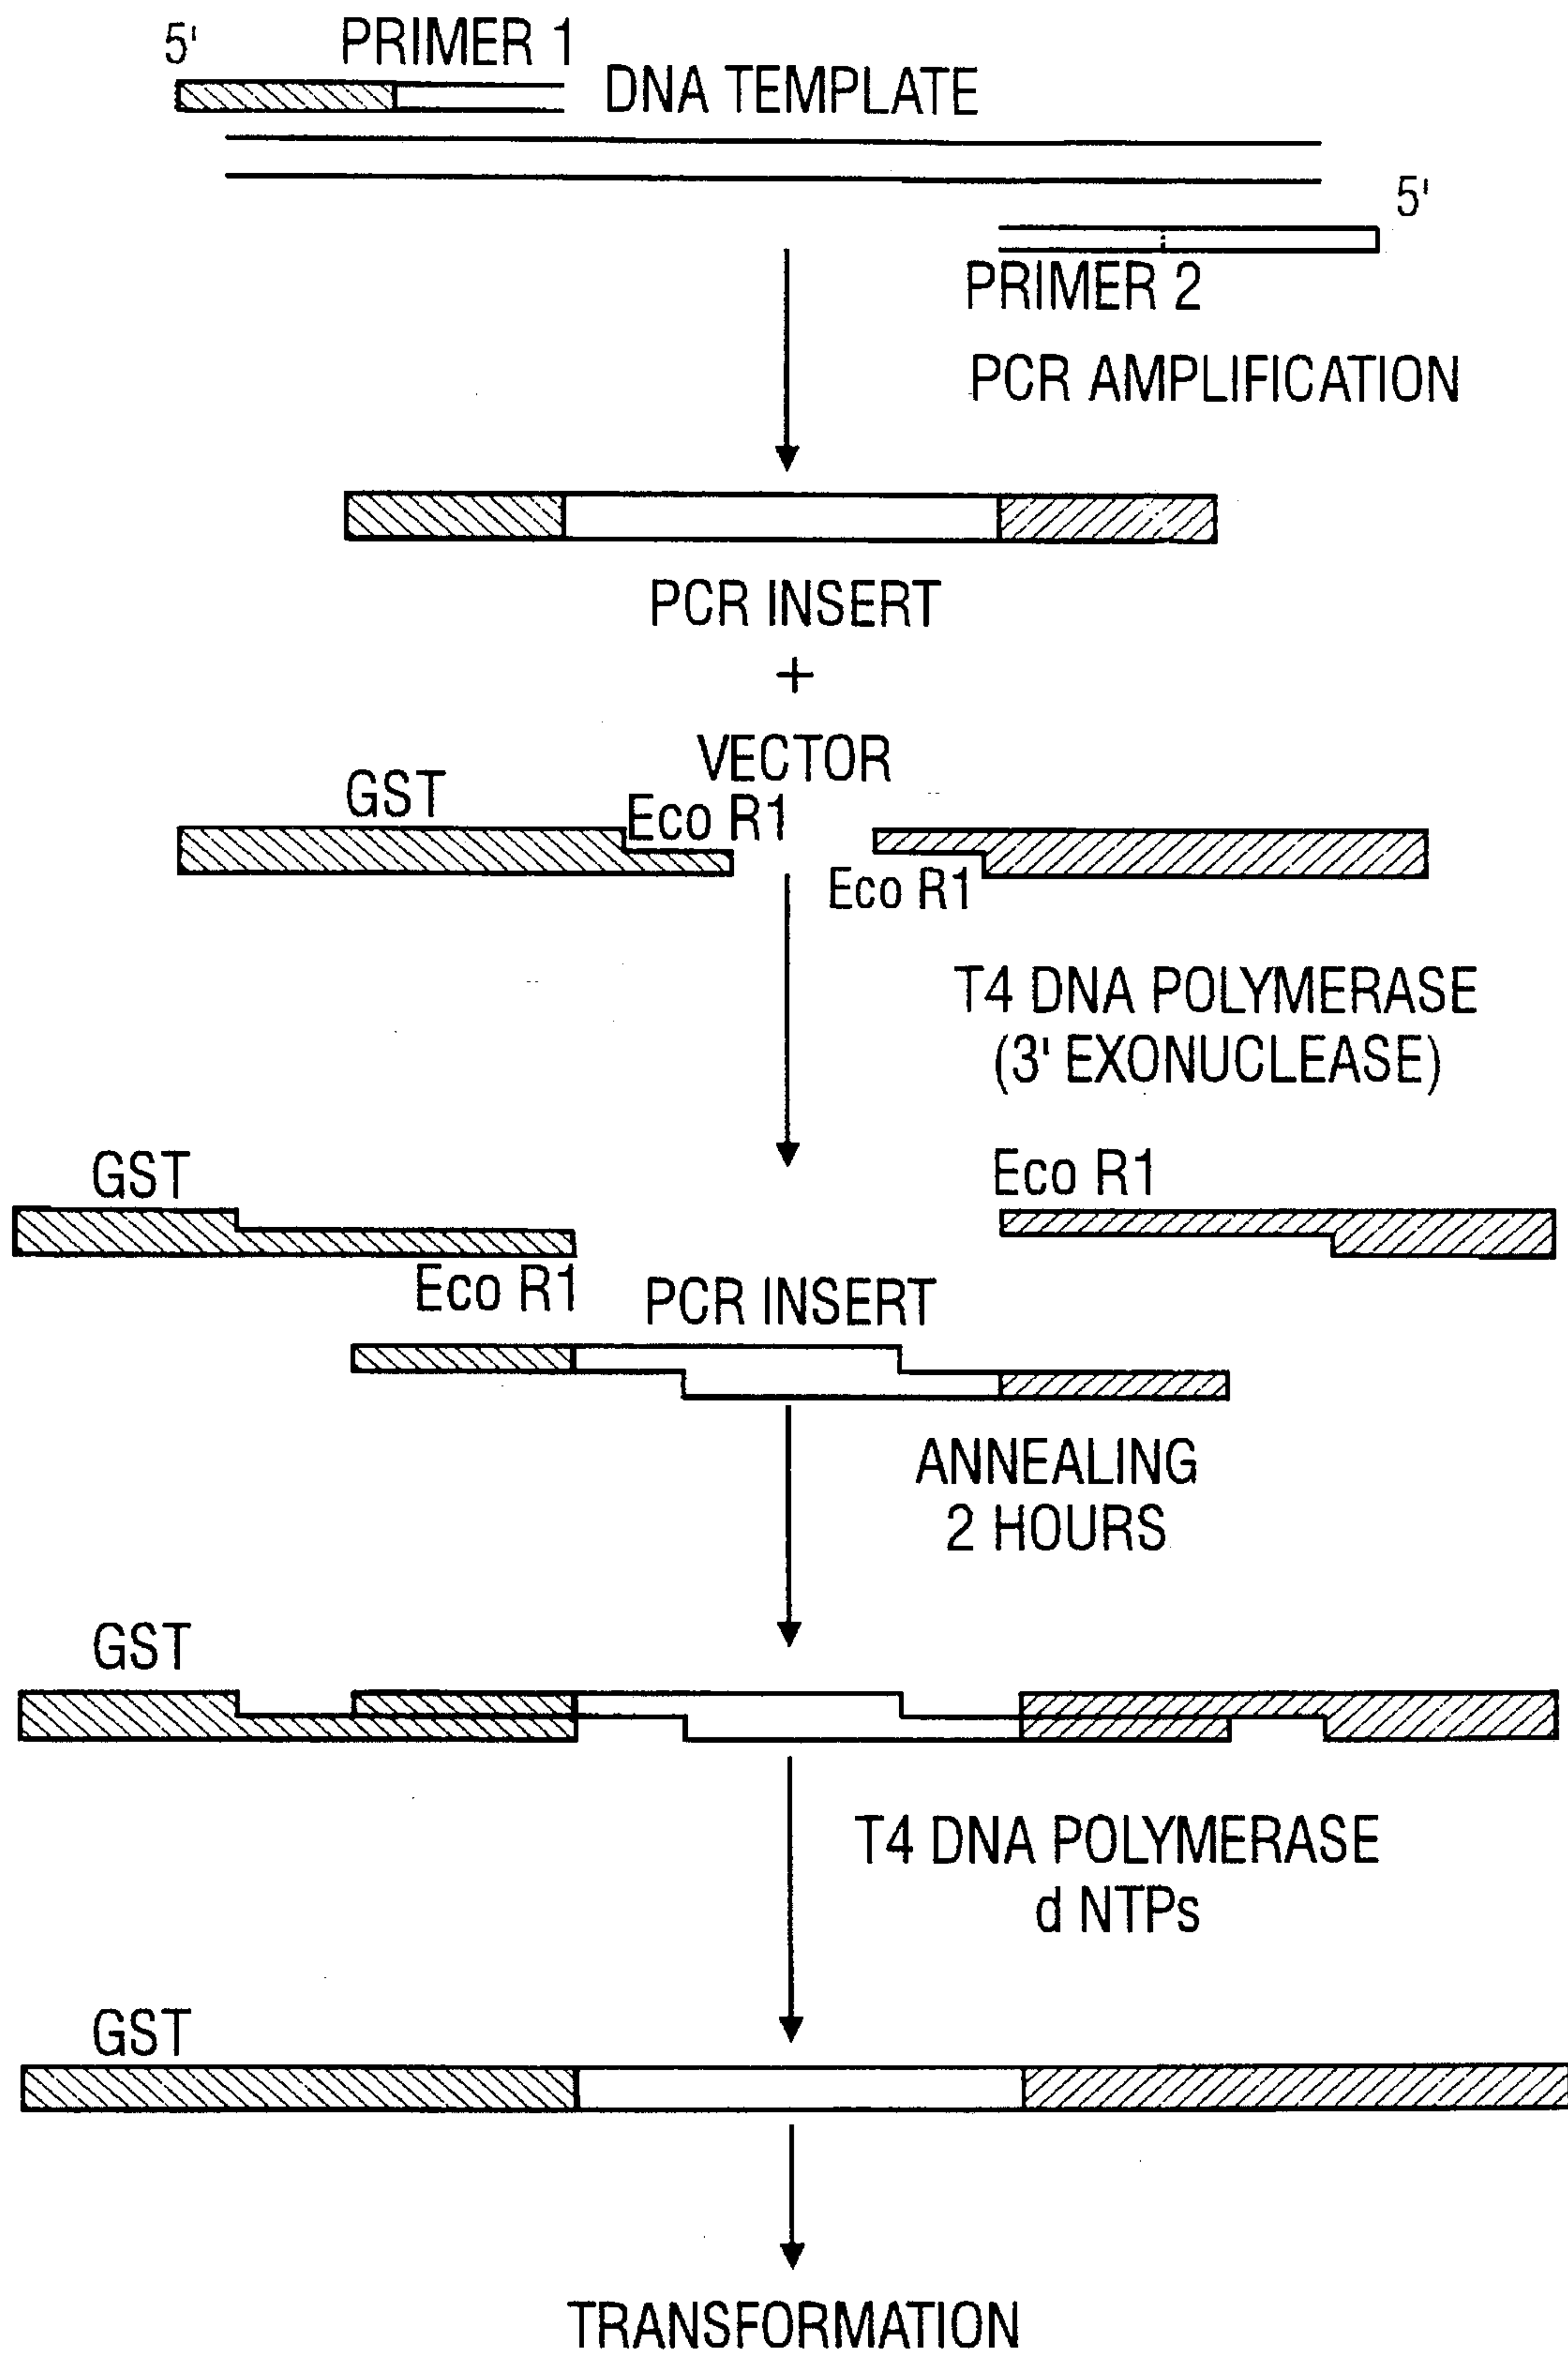 5'
PRIMER 1
DNA TEMPLATE
5'
PRIMER 2
PCR AMPLIFICATION
PCR INSERT
+
VECTOR
GST
Eco R1
Eco R1
T4 DNA POLYMERASE
(3' EXONUCLEASE)
GST
Eco R1
Eco R1
PCR INSERT
ANNEALING
2 HOURS
GST
T4 DNA POLYMERASE
d NTPs
GST
TRANSFORMATION